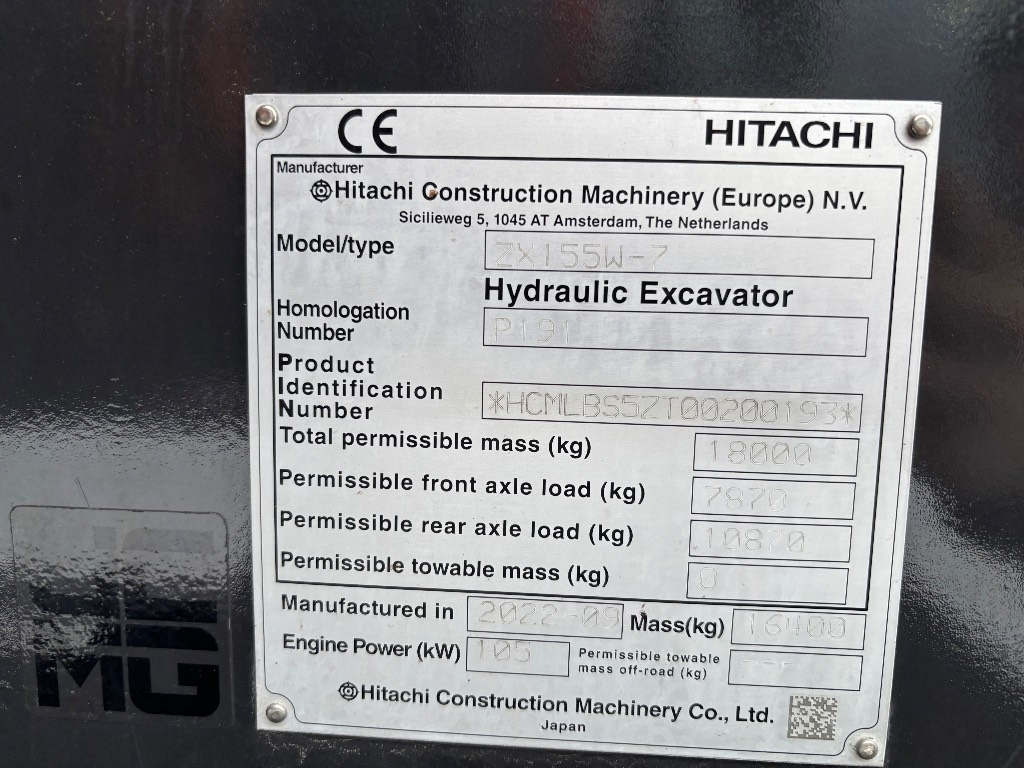 CE HITACHI
Manufacturer
Hitachi Construction Machinery (Europe) N.V.
Sicilieweg 5, 1045 AT Amsterdam, The Netherlands
Model/type ZX155W-7
Hydraulic Excavator
Homologation
Number P191
Product
Identification
Number *HCMLBS5ZT00200193*
Total permissible mass (kg) 18000
Permissible front axle load (kg) 7870
Permissible rear axle load (kg) 10870
Permissible towable mass (kg) 0
Manufactured in 2022-09 Mass(kg) 16400
Engine Power (kW) 105 Permissible towable
mass off-road (kg) ---
Hitachi Construction Machinery Co., Ltd.
Japan
MG